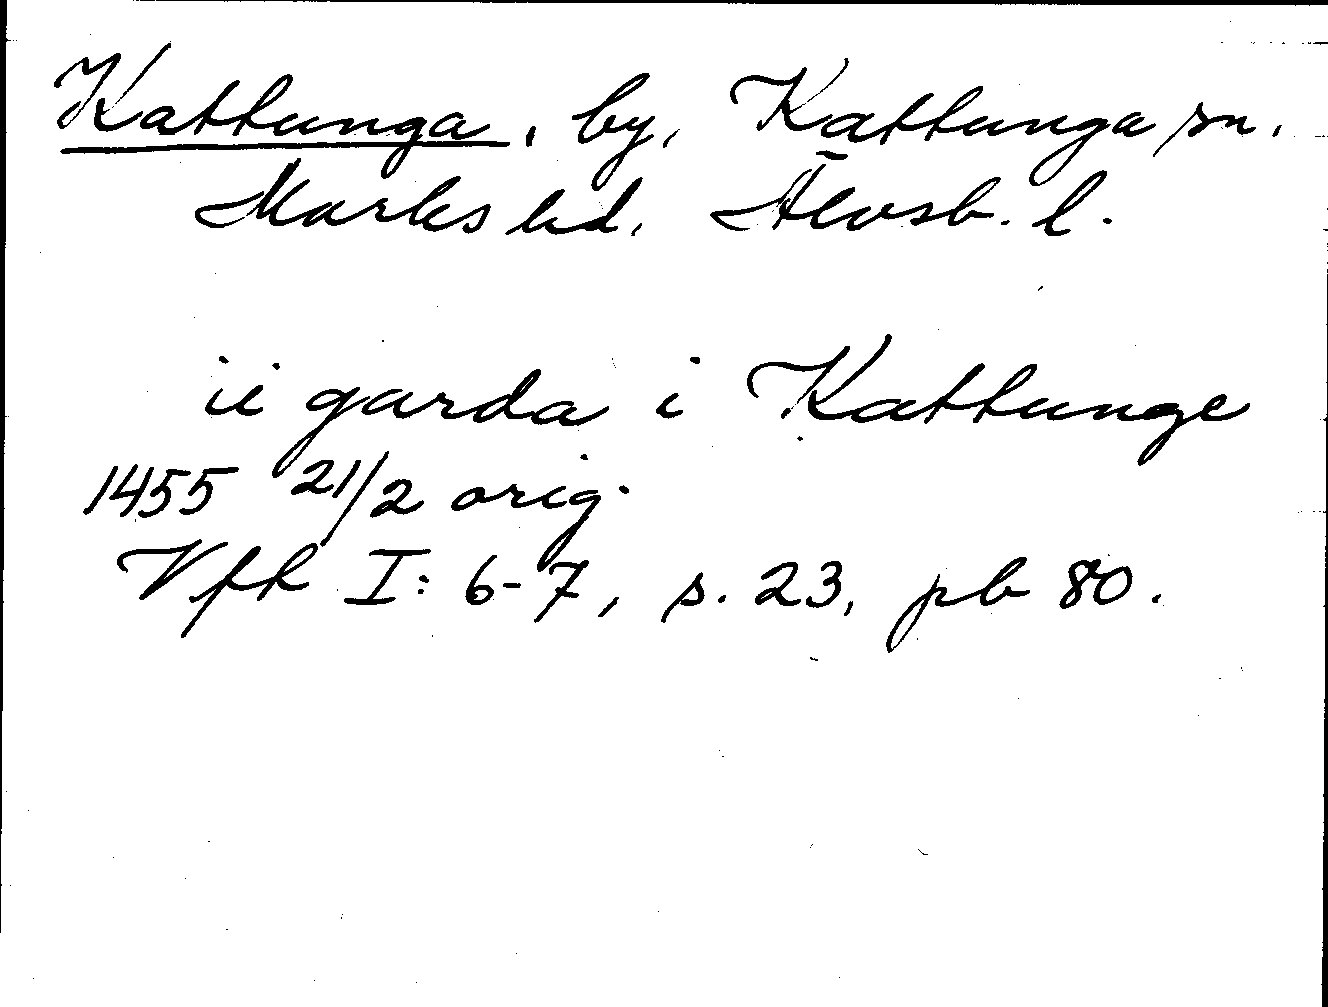 Kattunga, by, Kattunga sn.
Marks hd. Älvsb. l.
ii garda i Kattunge
1455 21/2 orig.
Vfk I: 6-7, s. 23, pb 80.